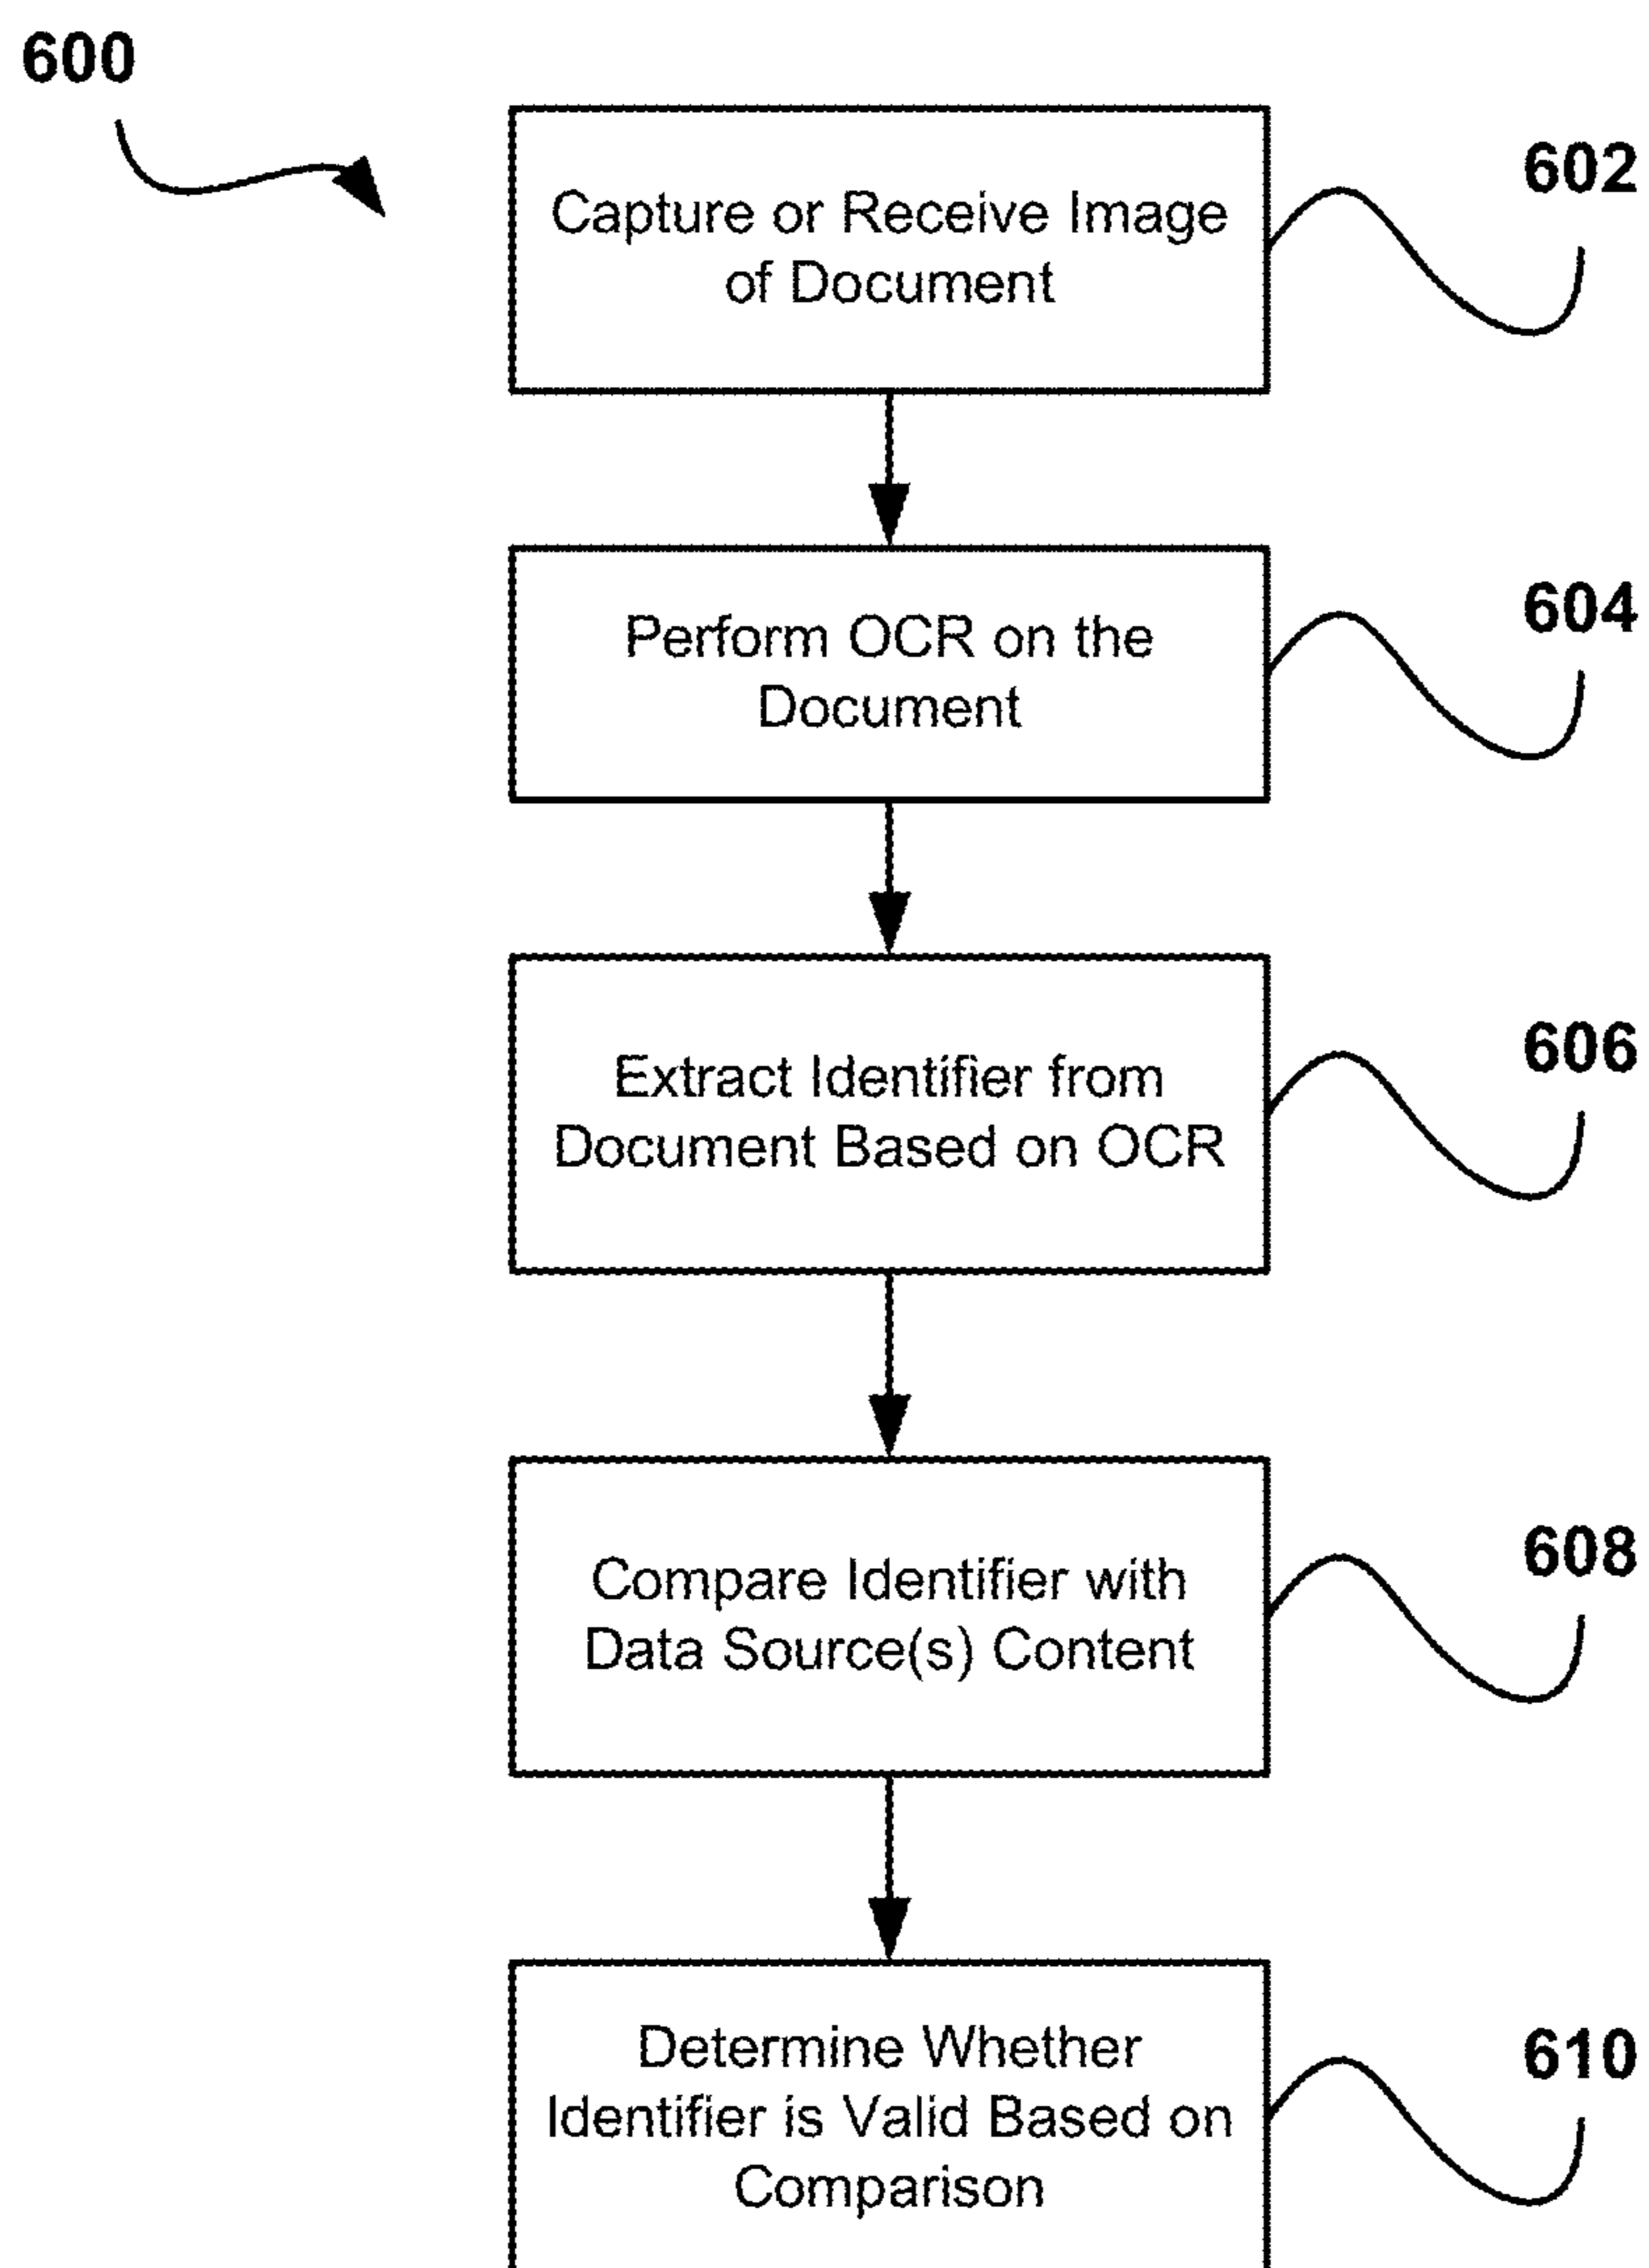 600
Capture or Receive Image
of Document
602
Perform OCR on the
Document
604
Extract Identifier from
Document Based on OCR
606
Compare Identifier with
Data Source(s) Content
608
Determine Whether
Identifier is Valid Based on
Comparison
610